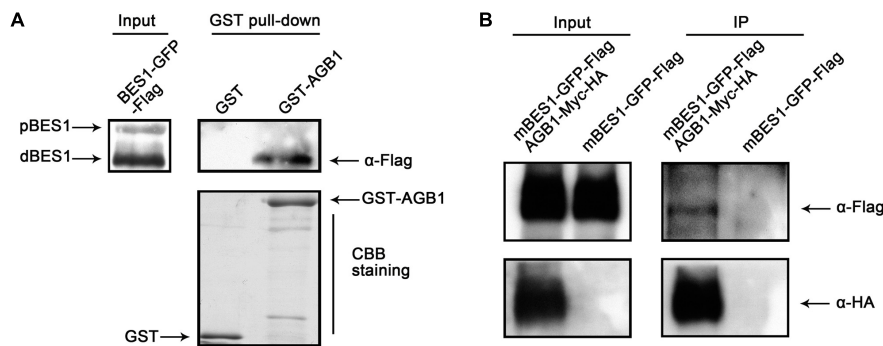 A
Input
GST pull-down
BES1-GFP
-Flag
GST
GST-AGB1
pBES1
dBES1
α-Flag
GST-AGB1
CBB
staining
GST
B
Input
IP
mBES1-GFP-Flag
AGB1-Myc-HA
mBES1-GFP-Flag
mBES1-GFP-Flag
AGB1-Myc-HA
mBES1-GFP-Flag
α-Flag
α-HA